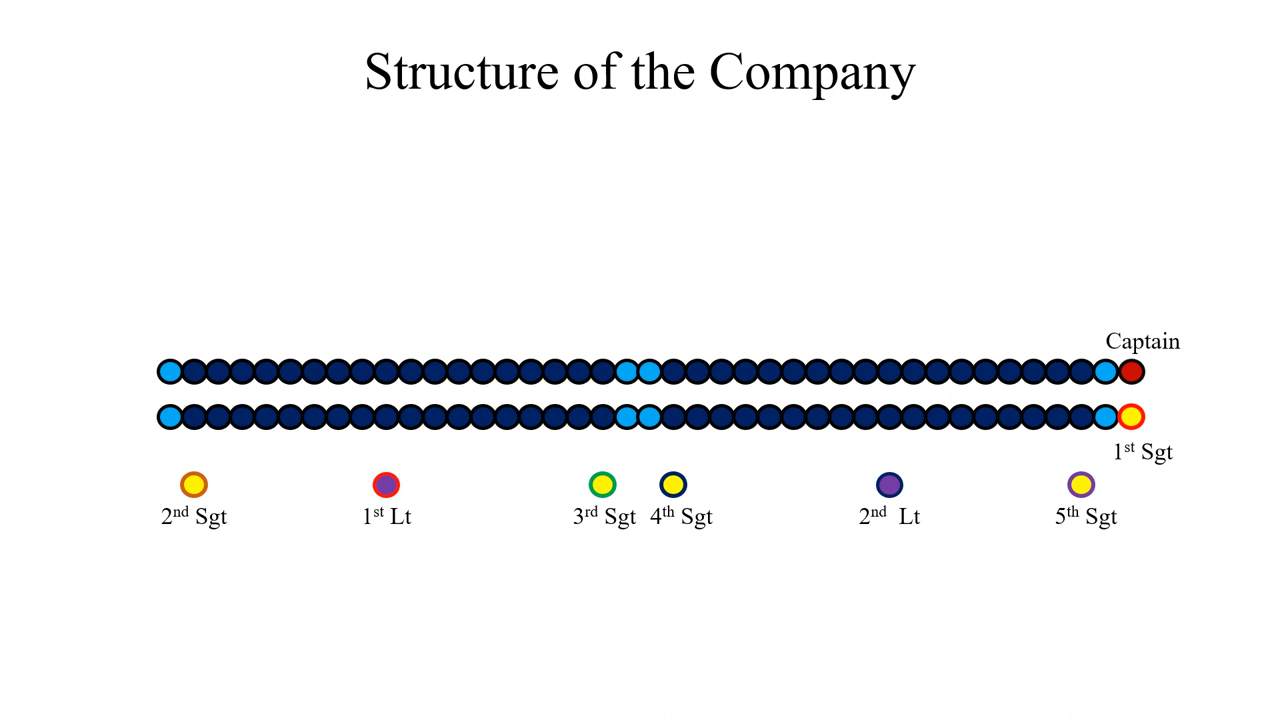 Structure of the Company
Captain
1st Sgt
2nd Sgt
1st Lt
3rd Sgt
4th Sgt
2nd Lt
5th Sgt